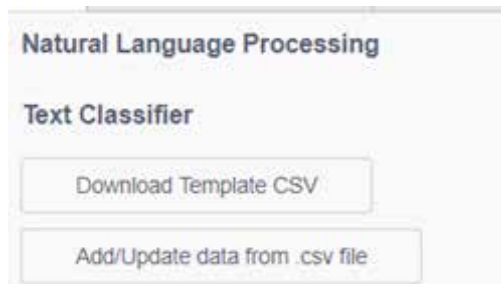 Natural Language Processing
Text Classifier
Download Template CSV
Add/Update data from .csv file